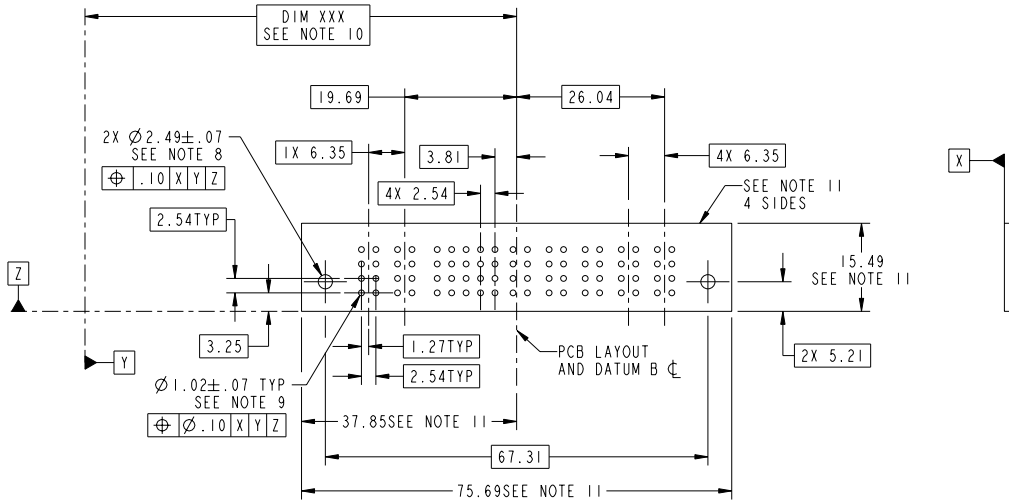 DIM XXX
SEE NOTE 10
19.69
26.04
2X Ø2.49±.07
SEE NOTE 8
⌖ .10 X Y Z
1X 6.35
3.81
4X 6.35
4X 2.54
X
SEE NOTE 11
4 SIDES
2.54TYP
15.49
SEE NOTE 11
Z
3.25
1.27TYP
PCB LAYOUT
AND DATUM B ℄
2X 5.21
Y
2.54TYP
Ø1.02±.07 TYP
SEE NOTE 9
⌖ Ø.10 X Y Z
37.85SEE NOTE 11
67.31
75.69SEE NOTE 11